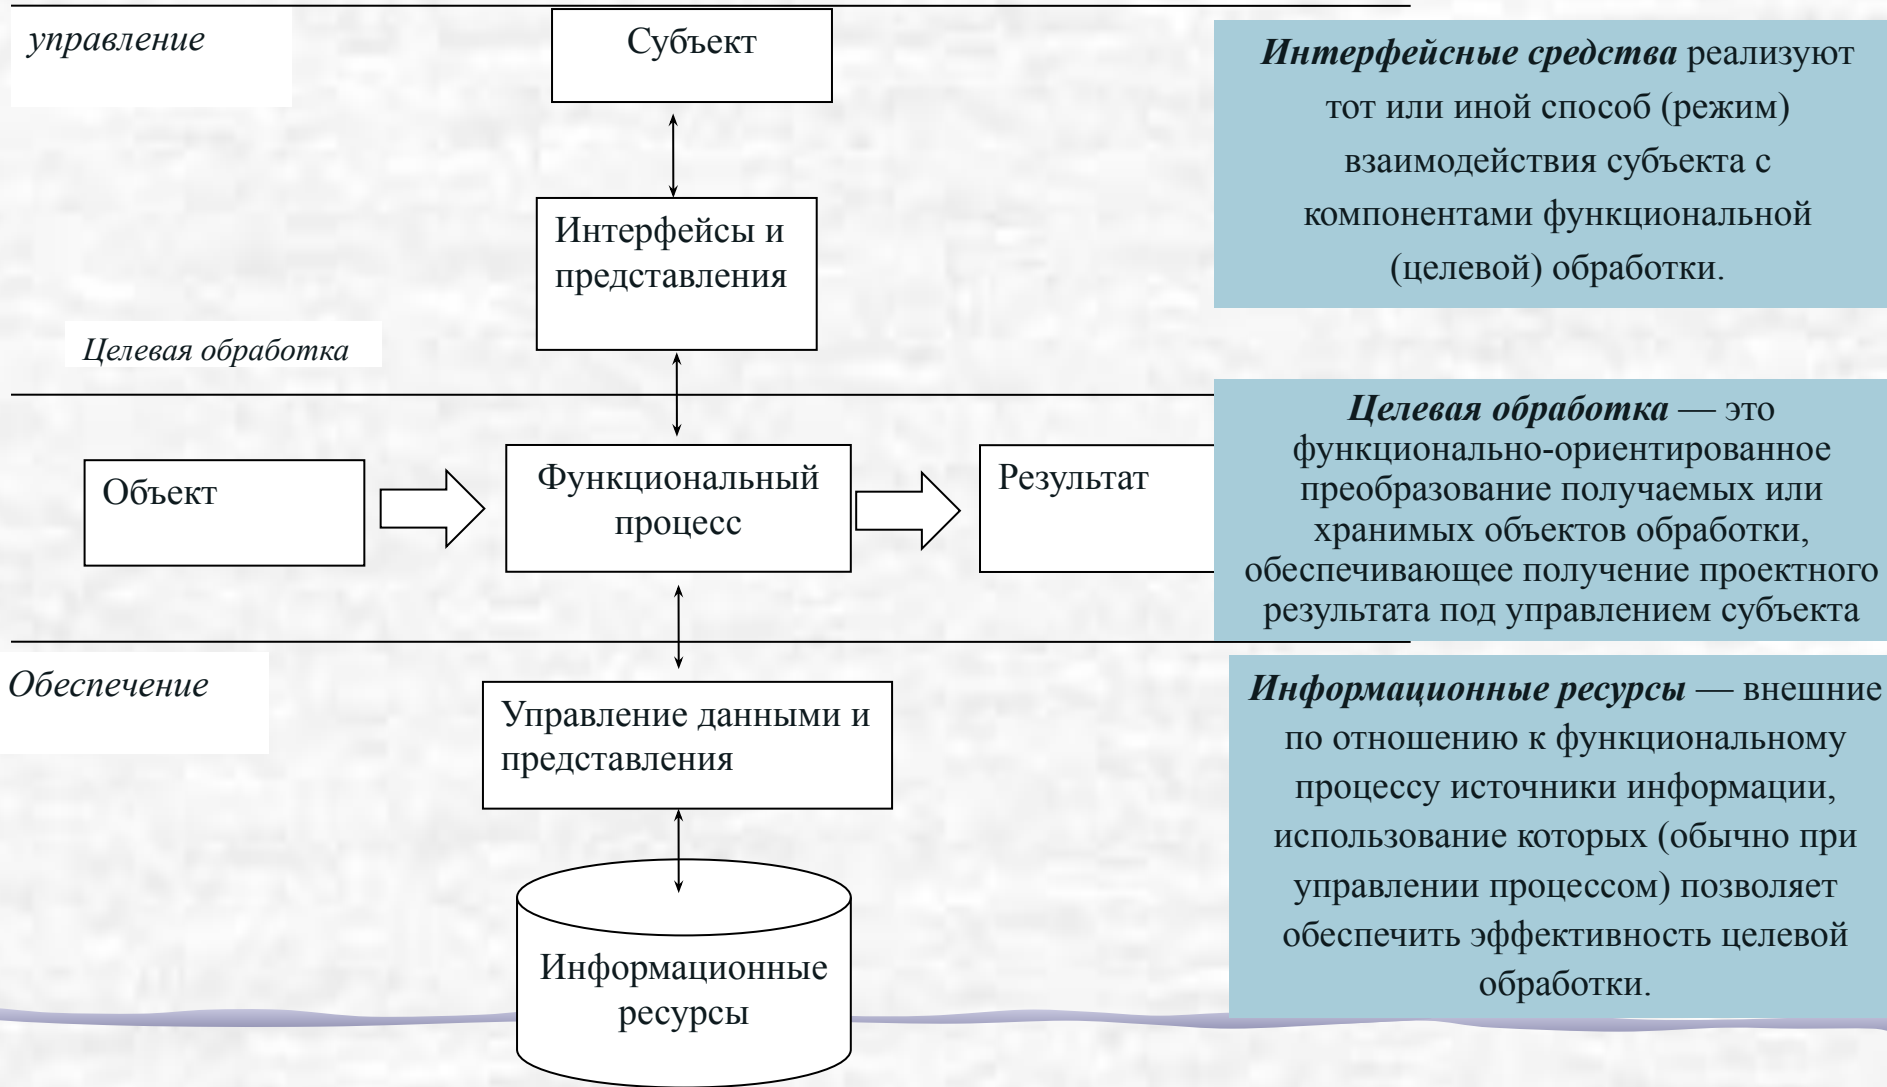 управление
Субъект
Интерфейсы и
представления
Целевая обработка
Объект
Функциональный
процесс
Результат
Обеспечение
Управление данными и
представления
Информационные
ресурсы
Интерфейсные средства реализуют
тот или иной способ (режим)
взаимодействия субъекта с
компонентами функциональной
(целевой) обработки.
Целевая обработка — это
функционально-ориентированное
преобразование получаемых или
хранимых объектов обработки,
обеспечивающее получение проектного
результата под управлением субъекта
Информационные ресурсы — внешние
по отношению к функциональному
процессу источники информации,
использование которых (обычно при
управлении процессом) позволяет
обеспечить эффективность целевой
обработки.